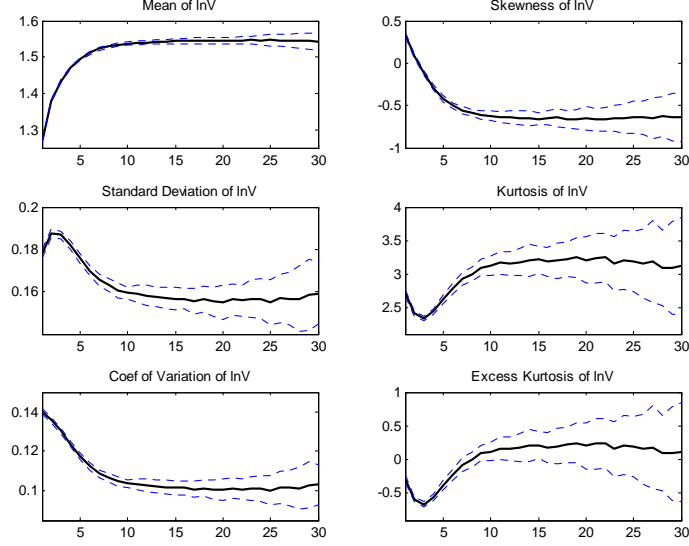 Mean of lnV
1.6
1.5
1.4
1.3
5 10 15 20 25 30
Skewness of lnV
0.5
0
-0.5
-1
5 10 15 20 25 30
Standard Deviation of lnV
0.2
0.18
0.16
5 10 15 20 25 30
Kurtosis of lnV
4
3.5
3
2.5
5 10 15 20 25 30
Coef of Variation of lnV
0.14
0.12
0.1
5 10 15 20 25 30
Excess Kurtosis of lnV
1
0.5
0
-0.5
5 10 15 20 25 30